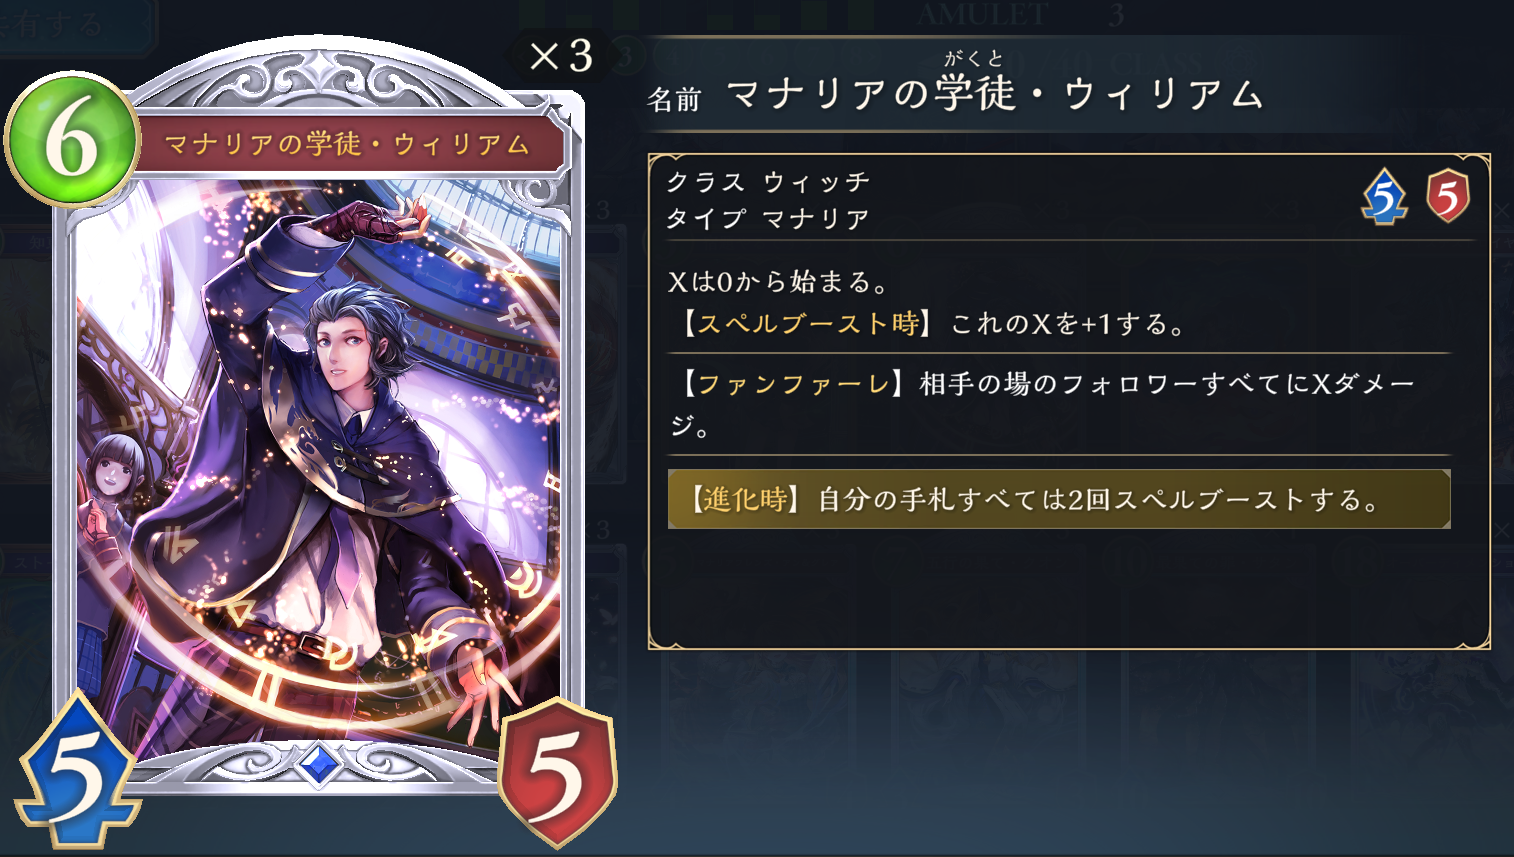 有する
AMULET 3
×3
がくと
名前 マナリアの学徒・ウィリアム
6
マナリアの学徒・ウィリアム
クラス ウィッチ
タイプ マナリア
5 5
Xは0から始まる。
【スペルブースト時】これのXを+1する。
【ファンファーレ】相手の場のフォロワーすべてにXダメー
ジ。
【進化時】自分の手札すべては2回スペルブーストする。
5
5